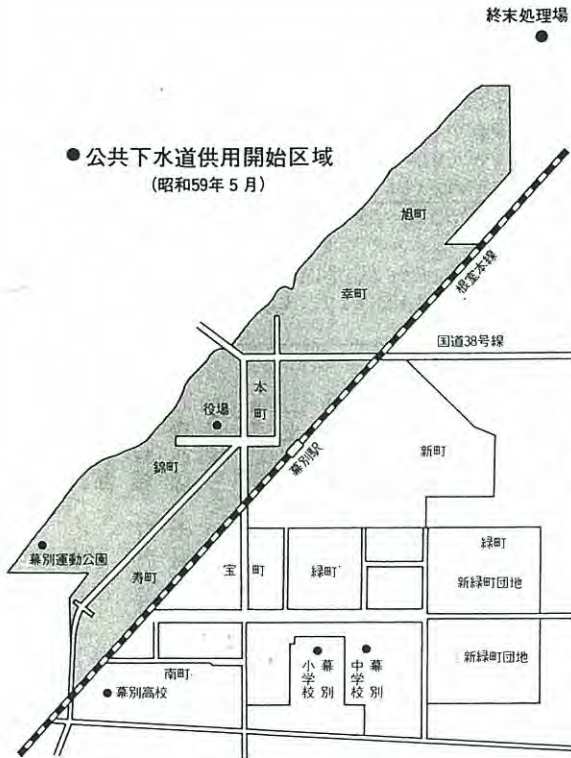 終末処理場
●公共下水道供用開始区域
(昭和59年5月)
旭町
幸町
根室本線
国道38号線
本町
役場
幕別駅
新町
錦町
幕別運動公園
寿町
宝町
緑町
緑町
新緑町団地
新緑町団地
南町
幕別高校
幕別小学校
幕別中学校